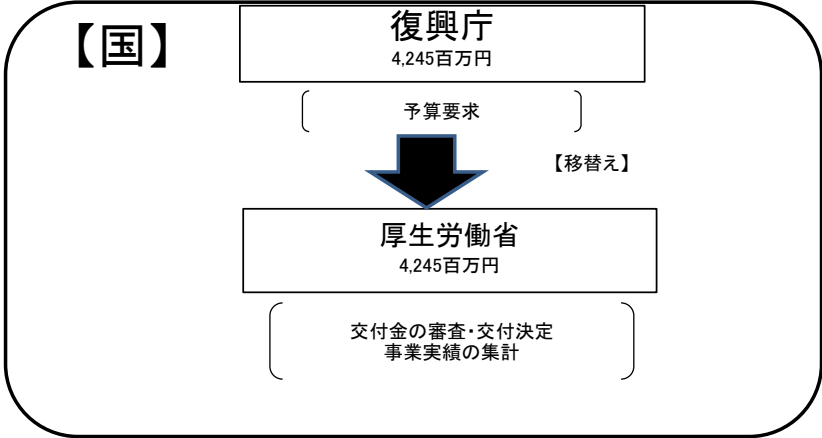 【国】
復興庁
4,245百万円
予算要求
【移替え】
厚生労働省
4,245百万円
交付金の審査・交付決定
事業実績の集計